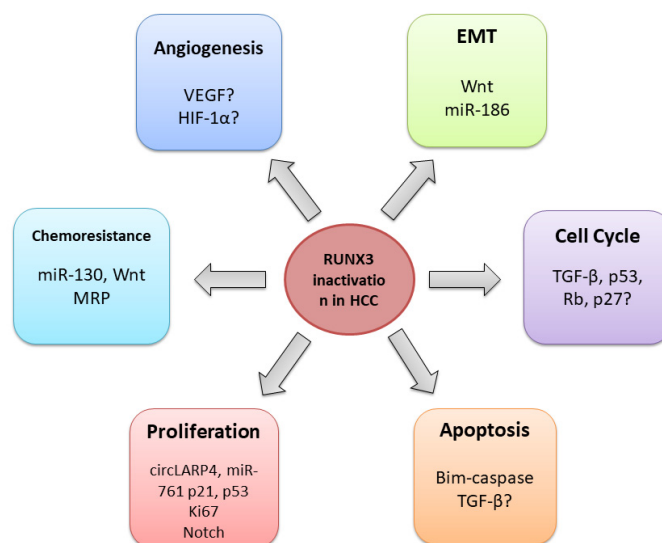 Angiogenesis
VEGF?
HIF-1α?
EMT
Wnt
miR-186
Chemoresistance
miR-130, Wnt
MRP
RUNX3
inactivatio
n in HCC
Cell Cycle
TGF-β, p53,
Rb, p27?
Proliferation
circLARP4, miR-
761 p21, p53
Ki67
Notch
Apoptosis
Bim-caspase
TGF-β?